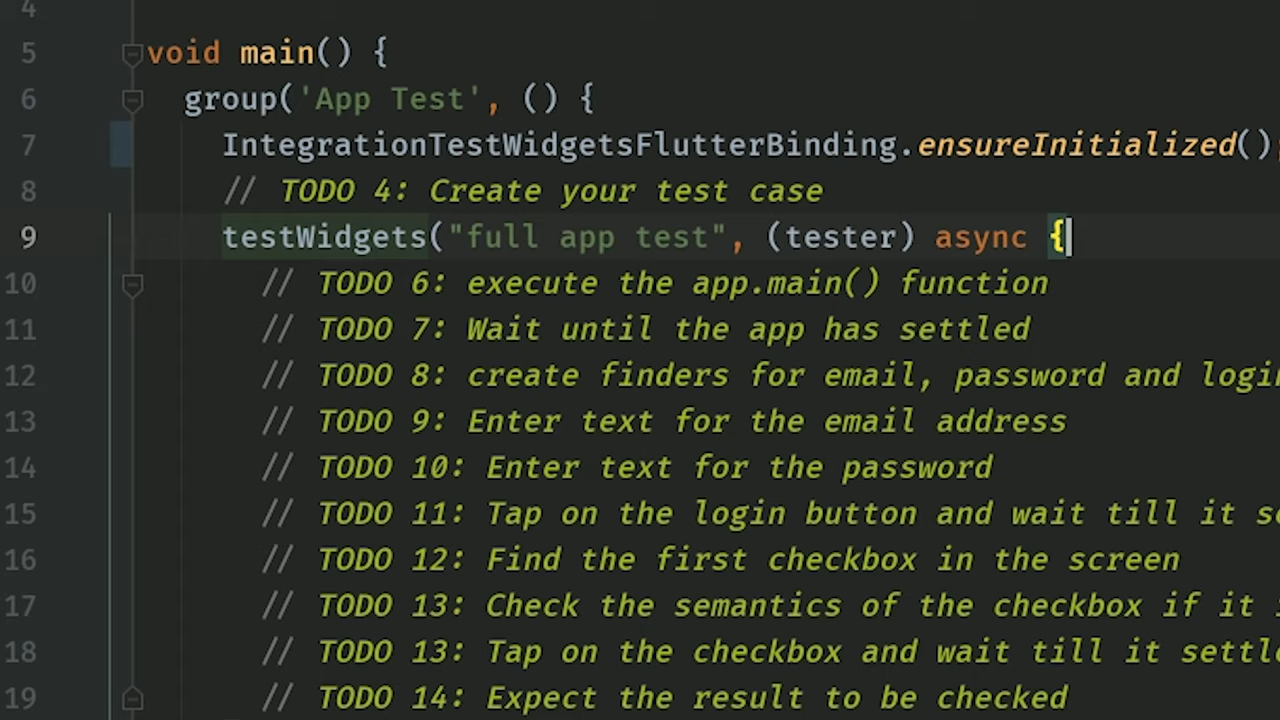 4
5 void main() {
6 group('App Test', () {
7 IntegrationTestWidgetsFlutterBinding.ensureInitialized()
8 // TODO 4: Create your test case
9 testWidgets("full app test", (tester) async {
10 // TODO 6: execute the app.main() function
11 // TODO 7: Wait until the app has settled
12 // TODO 8: create finders for email, password and login
13 // TODO 9: Enter text for the email address
14 // TODO 10: Enter text for the password
15 // TODO 11: Tap on the login button and wait till it
16 // TODO 12: Find the first checkbox in the screen
17 // TODO 13: Check the semantics of the checkbox if it
18 // TODO 13: Tap on the checkbox and wait till it
19 // TODO 14: Expect the result to be checked